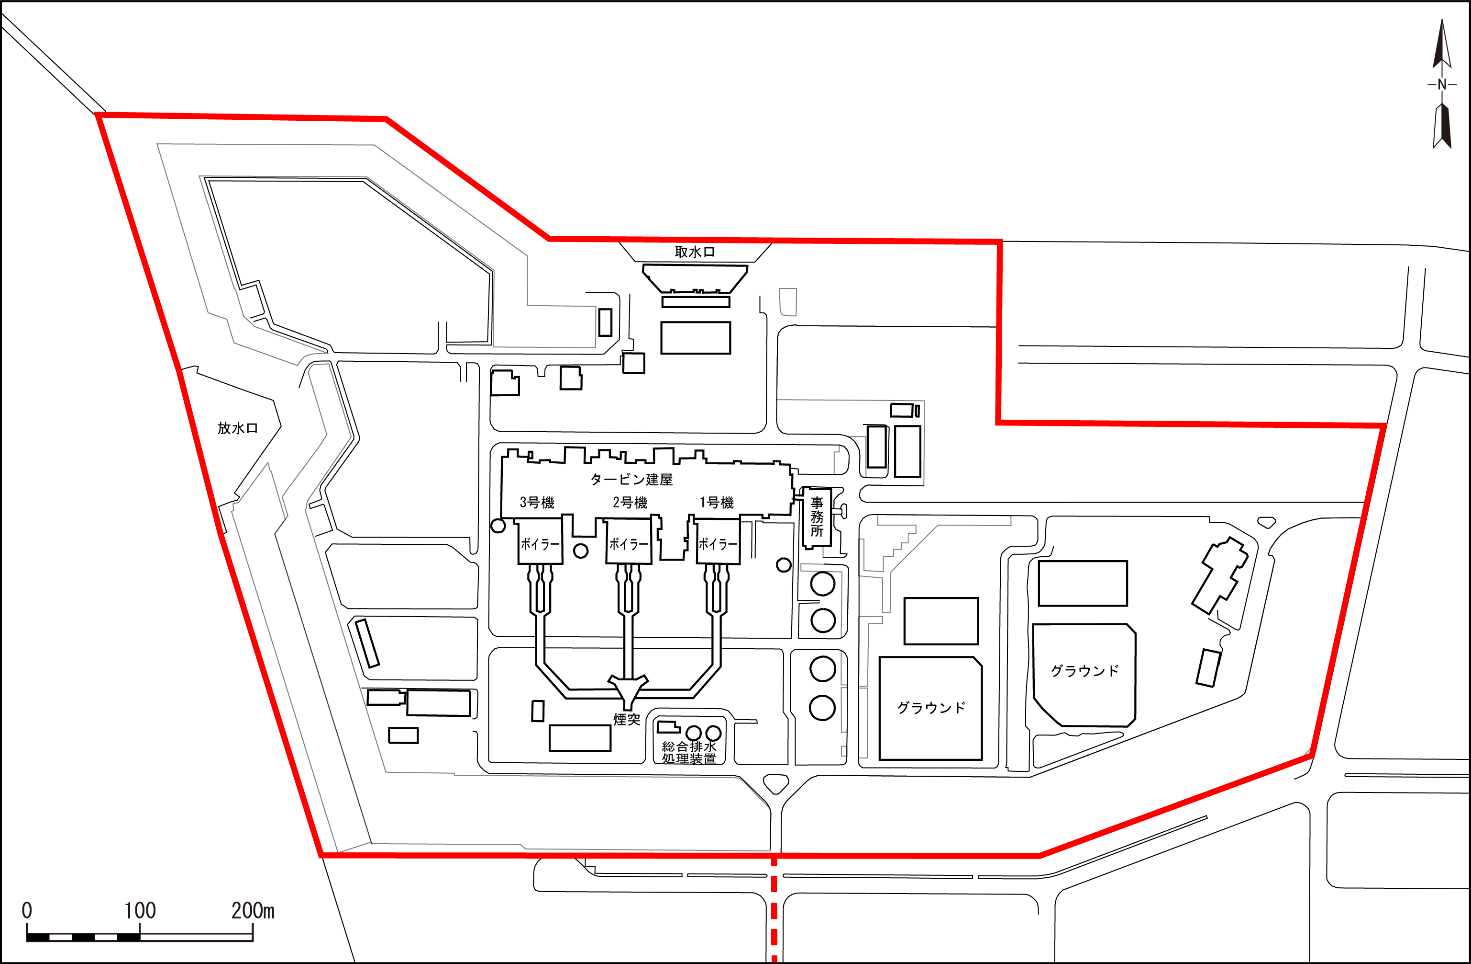 N
取水口
放水口
タービン建屋
3号機
2号機
1号機
事務所
ボイラー
ボイラー
ボイラー
グラウンド
グラウンド
煙突
総合排水
処理装置
0
100
200m